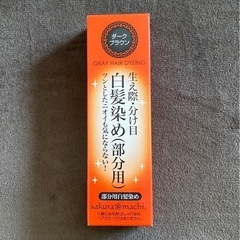 ダーク
ブラウン
GRAY HAIR DYEING
生え際・分け目
白髪染め(部分用)
ツンとしたニオイも気にならない!
部分用白髪染め
sakura machi